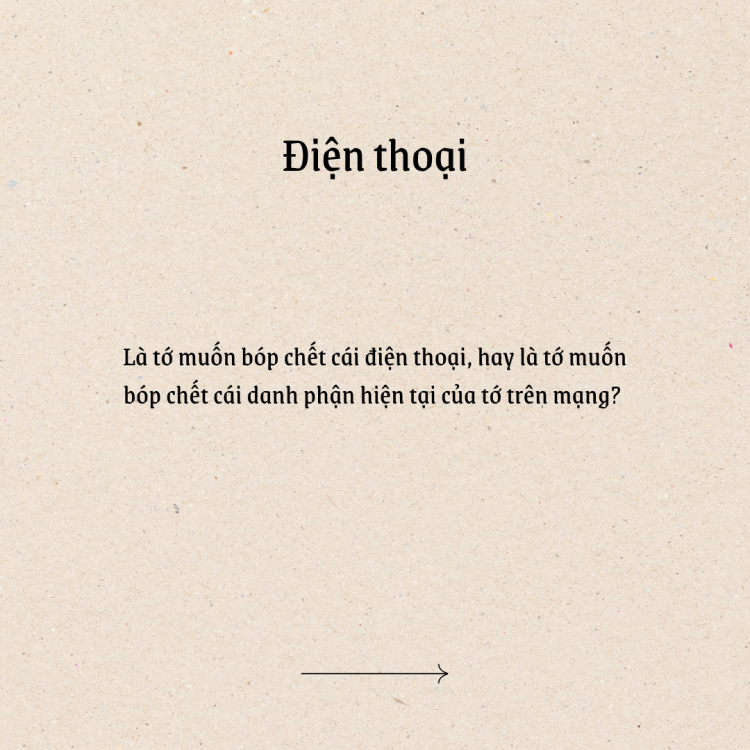 Điện thoại
Là tớ muốn bóp chết cái điện thoại, hay là tớ muốn
bóp chết cái danh phận hiện tại của tớ trên mạng?